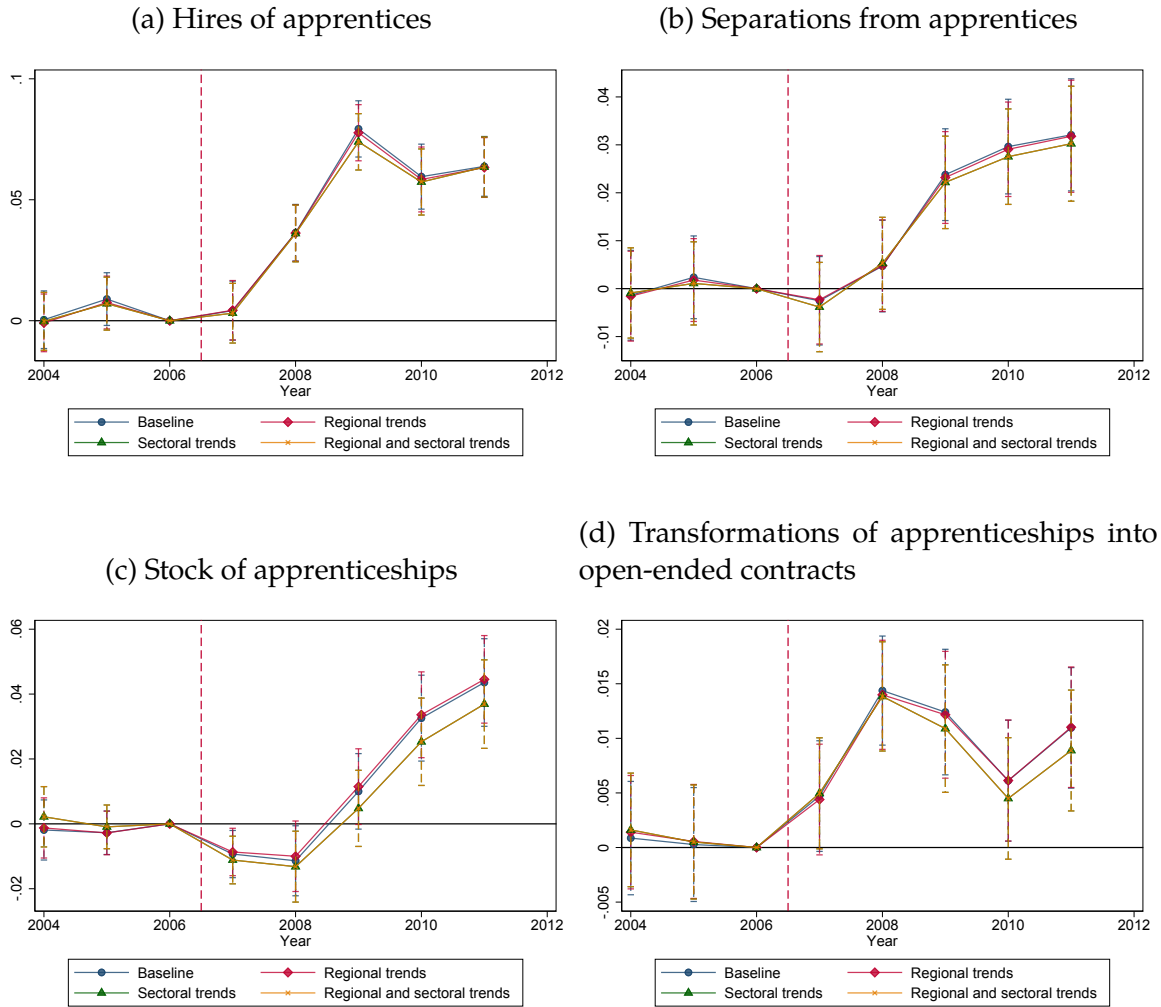 (a) Hires of apprentices
.1
.05
0
2004 2006 2008 2010 2012
Year
Baseline Regional trends
Sectoral trends Regional and sectoral trends
(b) Separations from apprentices
.04
.03
.02
.01
0
-.01
2004 2006 2008 2010 2012
Year
Baseline Regional trends
Sectoral trends Regional and sectoral trends
(c) Stock of apprenticeships
.06
.04
.02
0
-.02
2004 2006 2008 2010 2012
Year
Baseline Regional trends
Sectoral trends Regional and sectoral trends
(d) Transformations of apprenticeships into
open-ended contracts
.02
.015
.01
.005
0
-.005
2004 2006 2008 2010 2012
Year
Baseline Regional trends
Sectoral trends Regional and sectoral trends